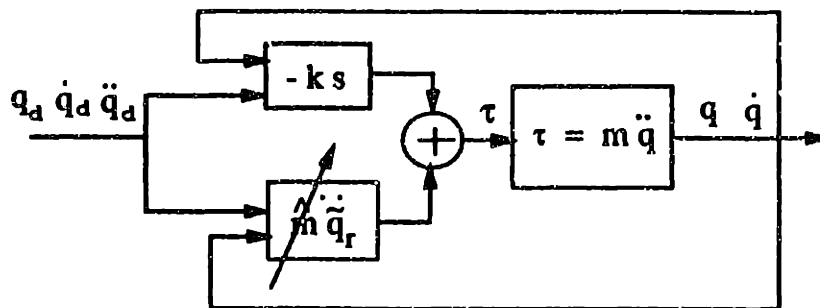 - k s
q_d q̇_d q̈_d
τ
τ = m q̈
q q̇
+
m̂ q̃̈_r